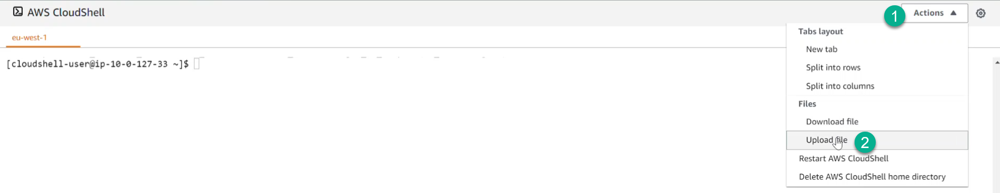 AWS CloudShell
1
Actions
eu-west-1
[cloudshell-user@ip-10-0-127-33 ~]$
Tabs layout
New tab
Split into rows
Split into columns
Files
Download file
Upload file
2
Restart AWS CloudShell
Delete AWS CloudShell home directory